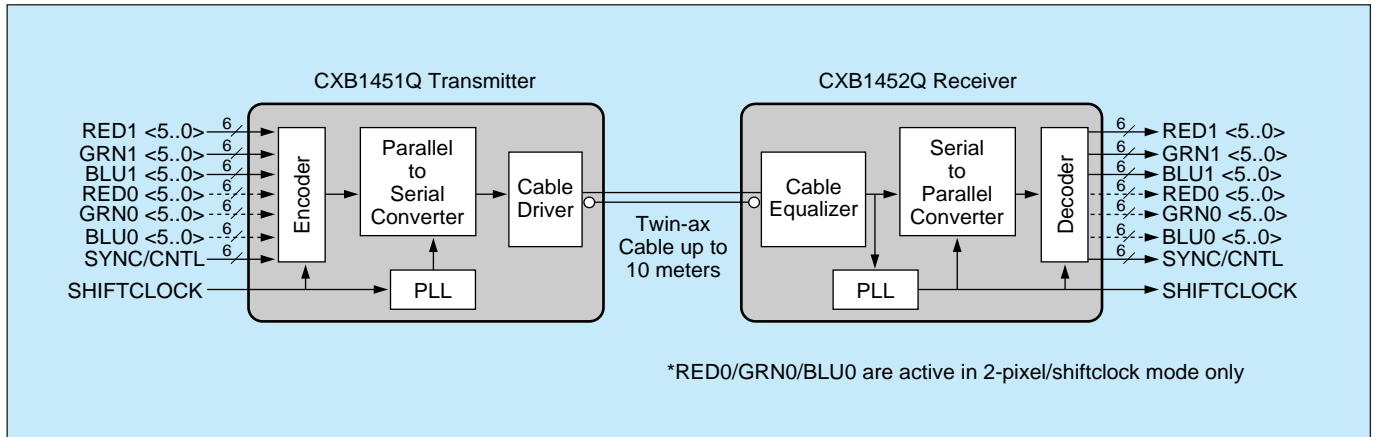 CXB1451Q Transmitter
CXB1452Q Receiver
RED1 <5..0>
6
GRN1 <5..0>
6
BLU1 <5..0>
6
RED0 <5..0>
6
GRN0 <5..0>
6
BLU0 <5..0>
6
SYNC/CNTL
6
SHIFTCLOCK
Encoder
Parallel
to
Serial
Converter
PLL
Cable
Driver
Twin-ax
Cable up to
10 meters
Cable
Equalizer
PLL
Serial
to
Parallel
Converter
Decoder
6
RED1 <5..0>
6
GRN1 <5..0>
6
BLU1 <5..0>
6
RED0 <5..0>
6
GRN0 <5..0>
6
BLU0 <5..0>
6
SYNC/CNTL
SHIFTCLOCK
*RED0/GRN0/BLU0 are active in 2-pixel/shiftclock mode only